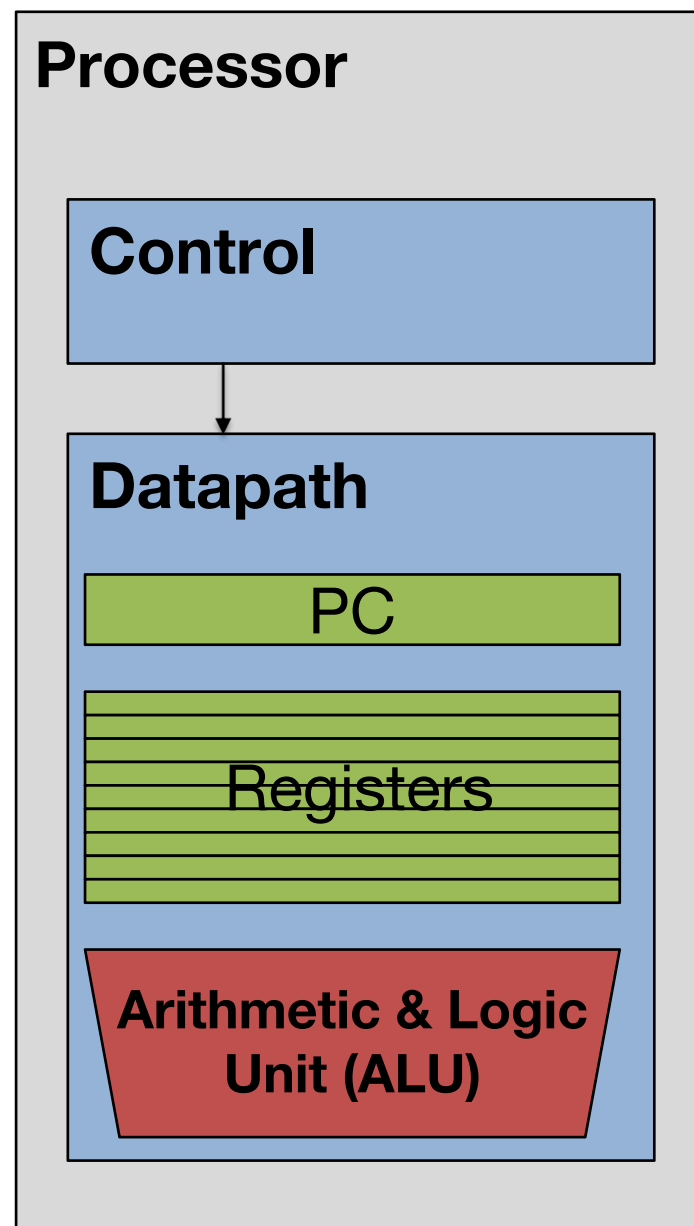 Processor
Control
Datapath
PC
Registers
Arithmetic & Logic
Unit (ALU)